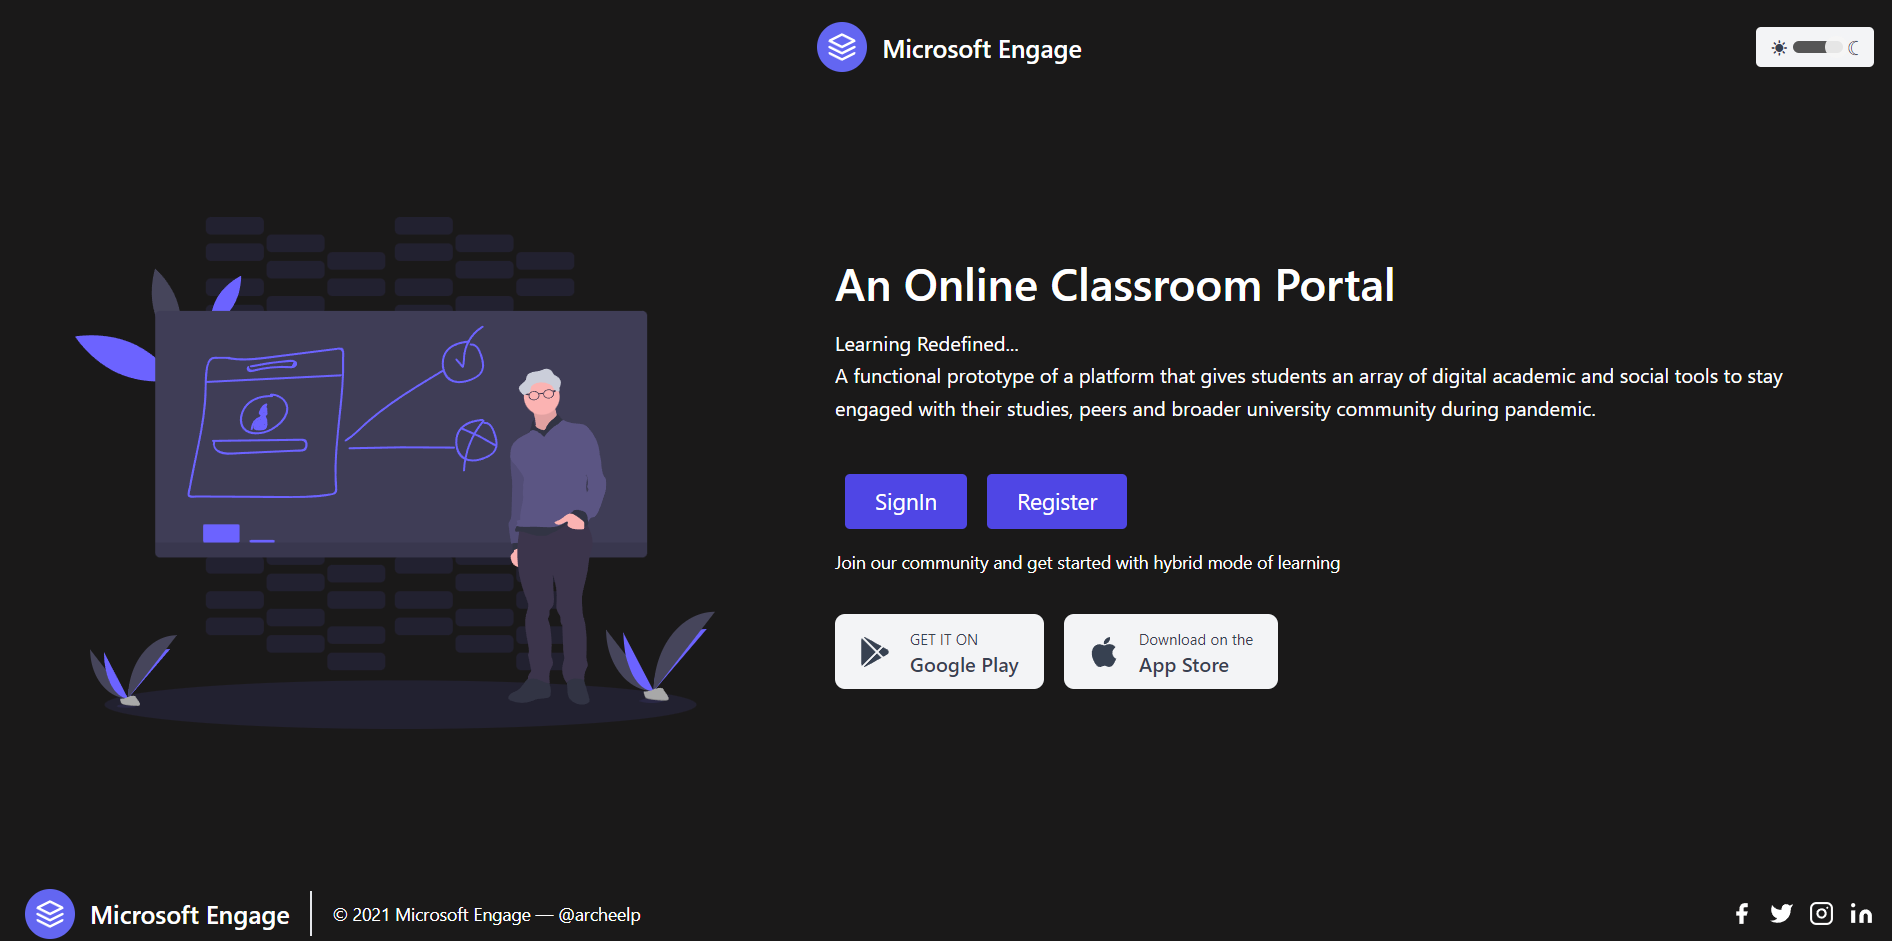 Microsoft Engage
An Online Classroom Portal
Learning Redefined...
A functional prototype of a platform that gives students an array of digital academic and social tools to stay
engaged with their studies, peers and broader university community during pandemic.
SignIn
Register
Join our community and get started with hybrid mode of learning
GET IT ON
Google Play
Download on the
App Store
Microsoft Engage
© 2021 Microsoft Engage — @archeelp